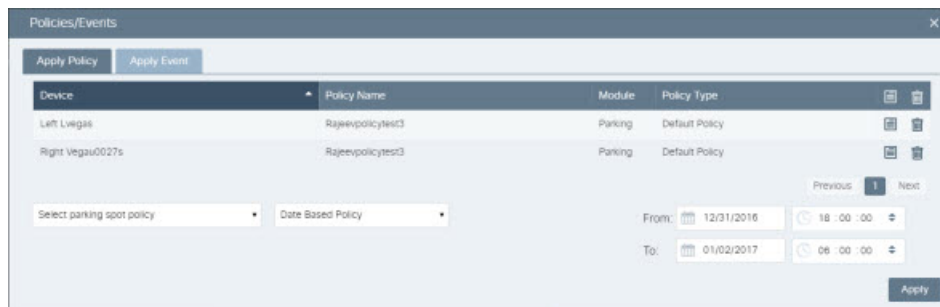 Policies/Events
Apply Policy Apply Event
Device Policy Name Module Policy Type
Left Lvegas Rajeevpolicytest3 Parking Default Policy
Right Vegau0027s Rajeevpolicytest3 Parking Default Policy
Previous 1 Next
Select parking spot policy Date Based Policy From: 12/31/2016 18 : 00 : 00
To: 01/02/2017 06 : 00 : 00
Apply